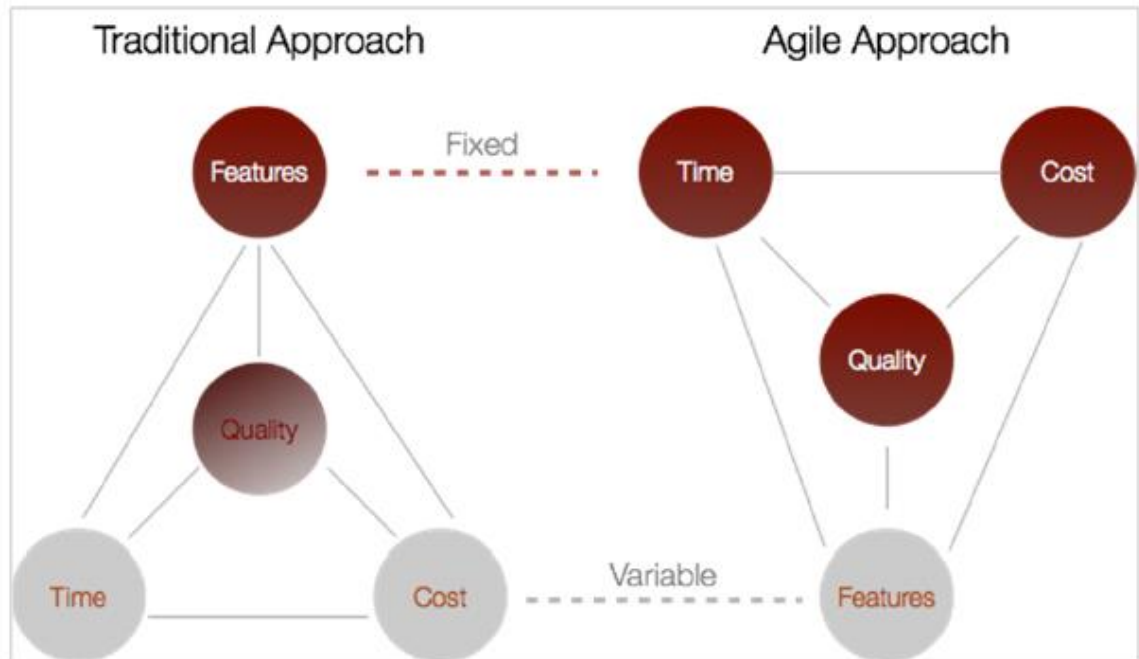 Traditional Approach
Agile Approach
Features
Fixed
Time
Cost
Quality
Quality
Time
Cost
Variable
Features